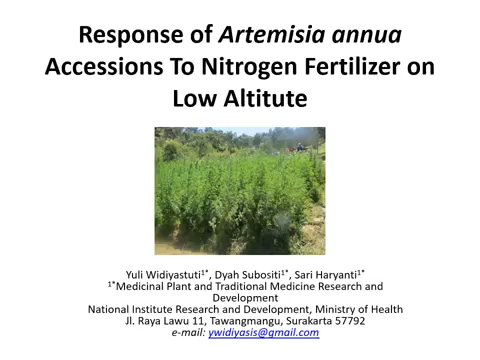 Response of Artemisia annua
Accessions To Nitrogen Fertilizer on
Low Altitute
Yuli Widiyastuti1*, Dyah Subositi1*, Sari Haryanti1*
1*Medicinal Plant and Traditional Medicine Research and
Development
National Institute Research and Development, Ministry of Health
Jl. Raya Lawu 11, Tawangmangu, Surakarta 57792
e-mail: ywidiyasis@gmail.com